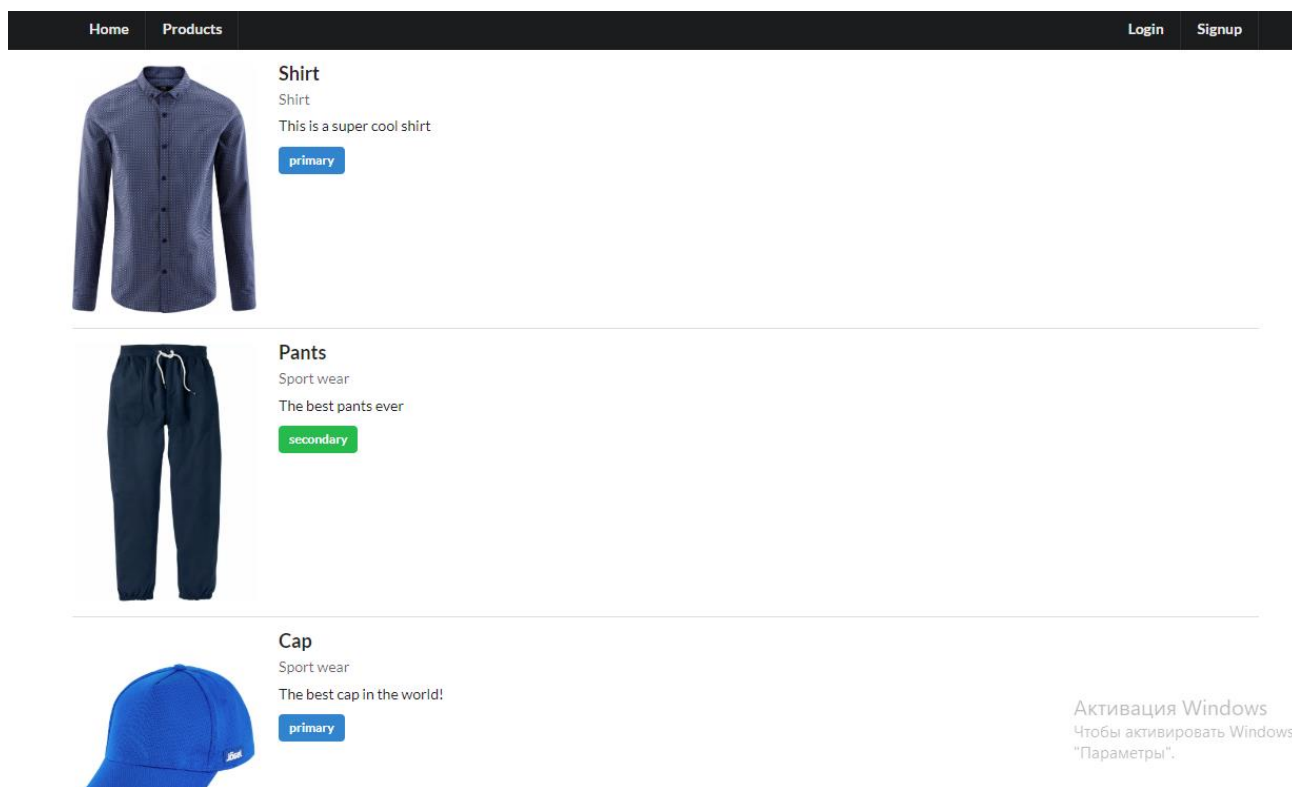 Home Products Login Signup
Shirt
Shirt
This is a super cool shirt
primary
Pants
Sport wear
The best pants ever
secondary
Cap
Sport wear
The best cap in the world!
primary
Активация Windows
Чтобы активировать Windows
"Параметры".